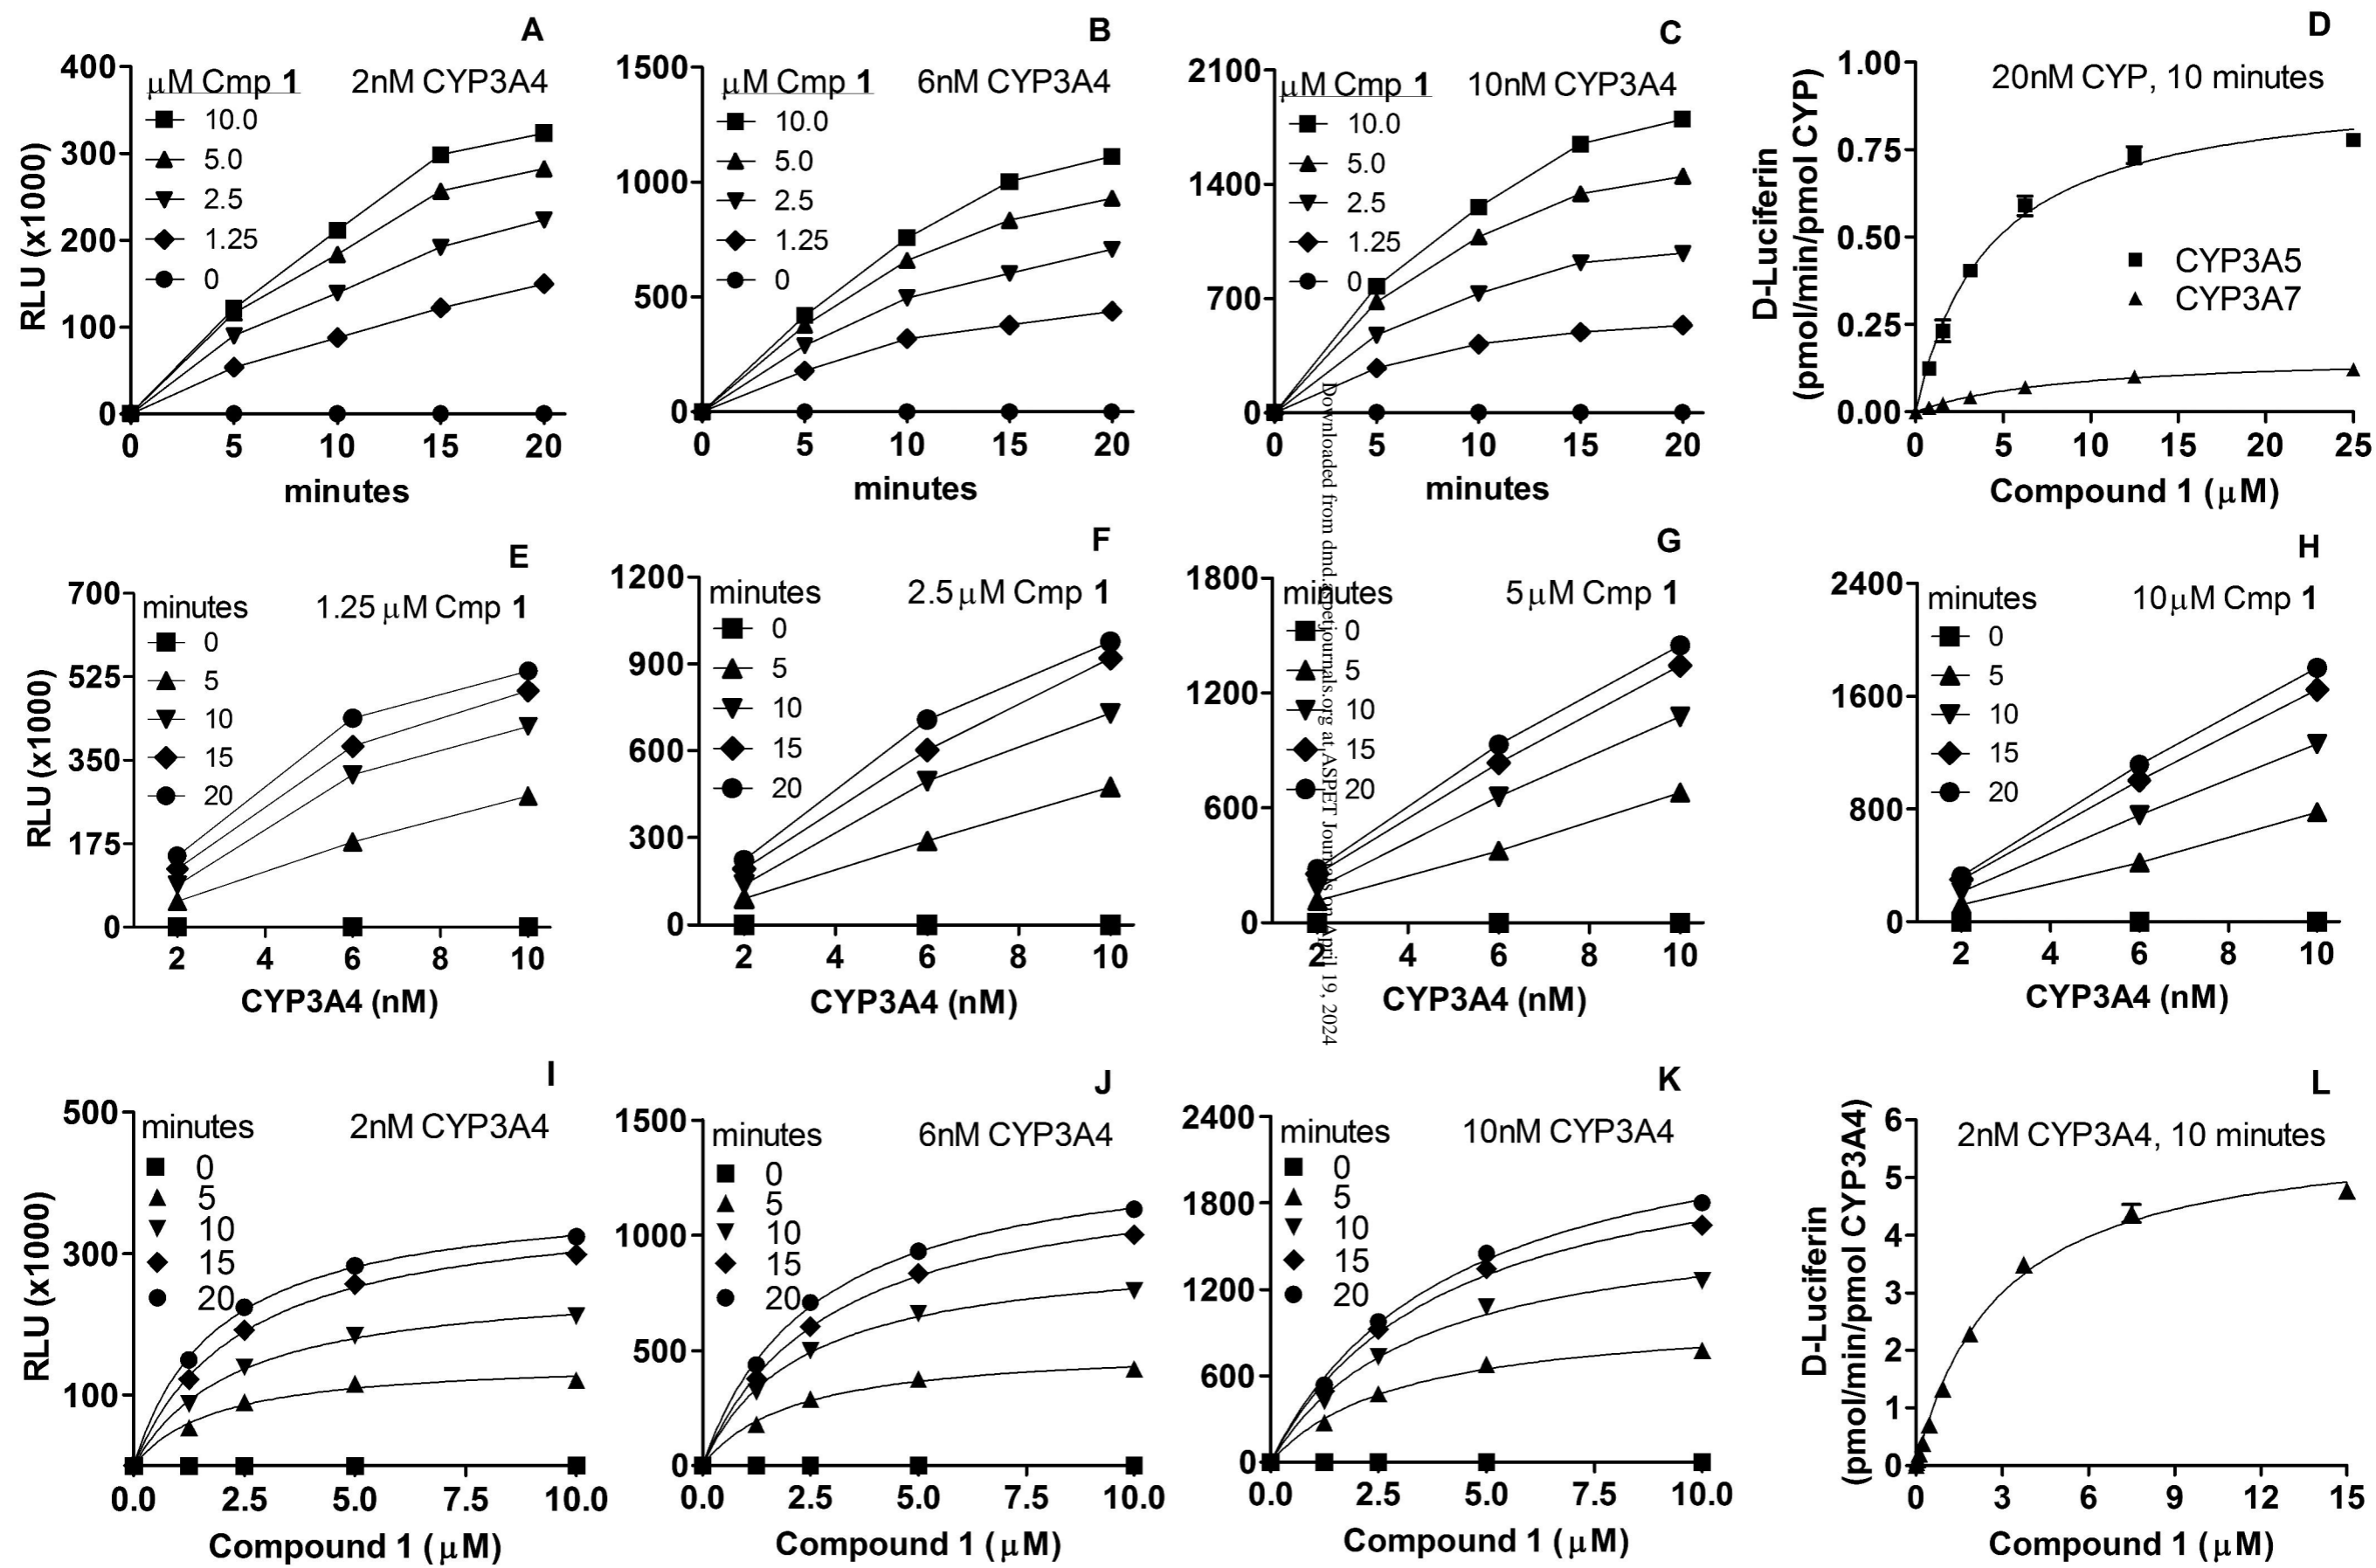 A
400
300
200
100
0
RLU (x1000)
μM Cmp 1
2nM CYP3A4
10.0
5.0
2.5
1.25
0
0 5 10 15 20
minutes
B
1500
1000
500
0
μM Cmp 1
6nM CYP3A4
10.0
5.0
2.5
1.25
0
0 5 10 15 20
minutes
C
2100
1400
700
0
μM Cmp 1
10nM CYP3A4
10.0
5.0
2.5
1.25
0
0 5 10 15 20
minutes
D
1.00
0.75
0.50
0.25
0.00
D-Luciferin
(pmol/min/pmol CYP)
20nM CYP, 10 minutes
CYP3A5
CYP3A7
0 5 10 15 20 25
Compound 1 (μM)
Downloaded from dmd.aspetjournals.org at ASPET Journals on April 19, 2024
E
700
525
350
175
0
RLU (x1000)
minutes
1.25 μM Cmp 1
0
5
10
15
20
2 4 6 8 10
CYP3A4 (nM)
F
1200
900
600
300
0
minutes
2.5 μM Cmp 1
0
5
10
15
20
2 4 6 8 10
CYP3A4 (nM)
G
1800
1200
600
0
minutes
5 μM Cmp 1
0
5
10
15
20
2 4 6 8 10
CYP3A4 (nM)
H
2400
1600
800
0
minutes
10μM Cmp 1
0
5
10
15
20
2 4 6 8 10
CYP3A4 (nM)
I
500
300
100
RLU (x1000)
minutes
2nM CYP3A4
0
5
10
15
20
0.0 2.5 5.0 7.5 10.0
Compound 1 (μM)
J
1500
1000
500
0
minutes
6nM CYP3A4
0
5
10
15
20
0.0 2.5 5.0 7.5 10.0
Compound 1 (μM)
K
2400
1800
1200
600
0
minutes
10nM CYP3A4
0
5
10
15
20
0.0 2.5 5.0 7.5 10.0
Compound 1 (μM)
L
6
5
4
3
2
1
0
D-Luciferin
(pmol/min/pmol CYP3A4)
2nM CYP3A4, 10 minutes
0 3 6 9 12 15
Compound 1 (μM)